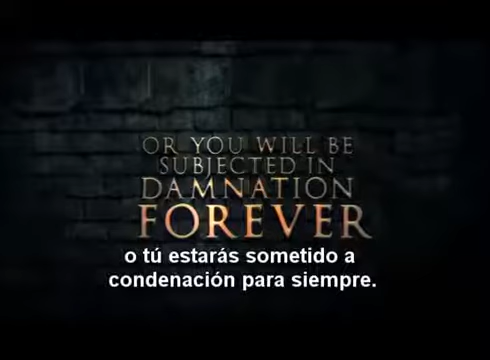 OR YOU WILL BE
SUBJECTED IN
DAMNATION
FOREVER
o tú estarás sometido a
condenación para siempre.